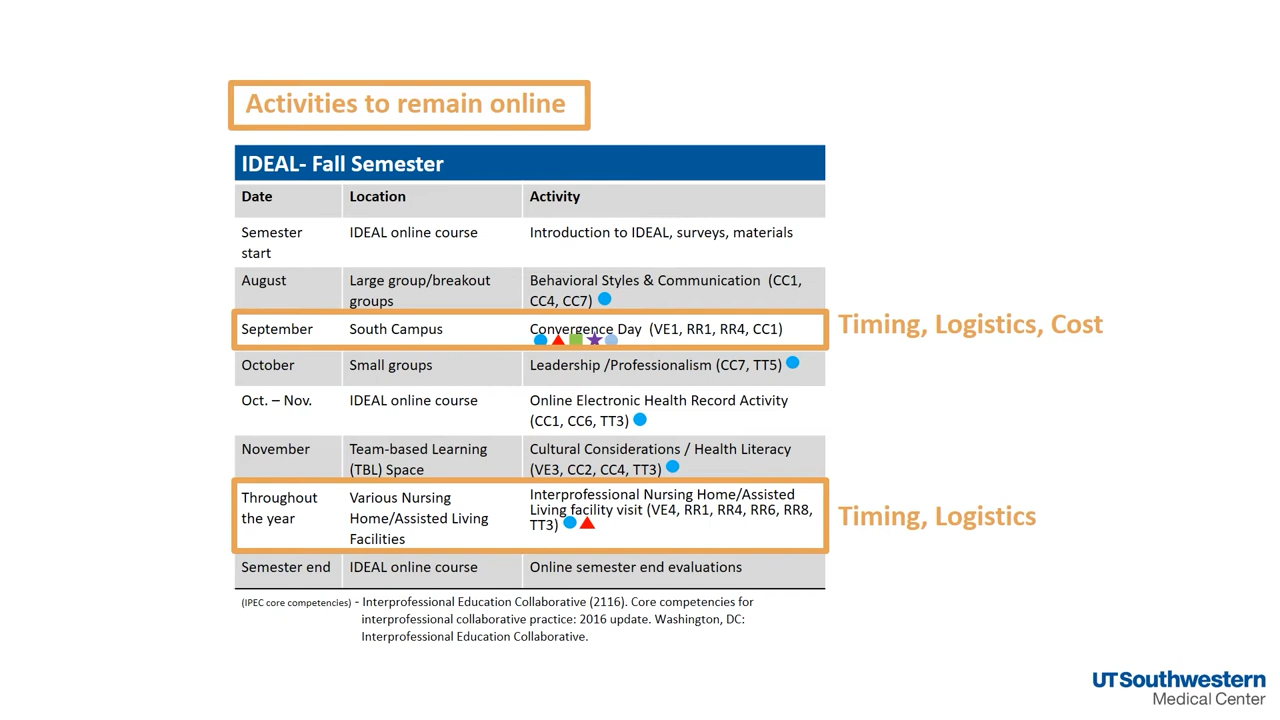 Activities to remain online
IDEAL- Fall Semester
Date Location Activity
Semester start IDEAL online course Introduction to IDEAL, surveys, materials
August Large group/breakout groups Behavioral Styles & Communication (CC1, CC4, CC7)
September South Campus Convergence Day (VE1, RR1, RR4, CC1)
Timing, Logistics, Cost
October Small groups Leadership /Professionalism (CC7, TT5)
Oct. – Nov. IDEAL online course Online Electronic Health Record Activity (CC1, CC6, TT3)
November Team-based Learning (TBL) Space Cultural Considerations / Health Literacy (VE3, CC2, CC4, TT3)
Throughout the year Various Nursing Home/Assisted Living Facilities Interprofessional Nursing Home/Assisted Living facility visit (VE4, RR1, RR4, RR6, RR8, TT3)
Timing, Logistics
Semester end IDEAL online course Online semester end evaluations
(IPEC core competencies) - Interprofessional Education Collaborative (2116). Core competencies for
interprofessional collaborative practice: 2016 update. Washington, DC:
Interprofessional Education Collaborative.
UTSouthwestern
Medical Center